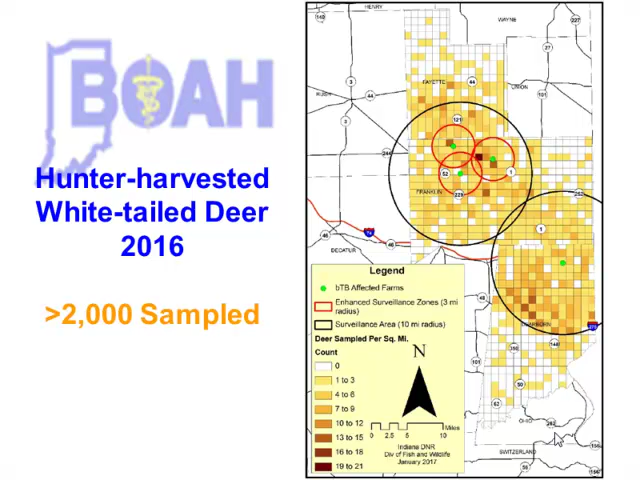 BOAH
Hunter-harvested
White-tailed Deer
2016
>2,000 Sampled
HENRY
WAYNE
FAYETTE
UNION
RUSH
FRANKLIN
DECATUR
DEARBORN
OHIO
SWITZERLAND
Legend
bTB Affected Farms
Enhanced Surveillance Zones (3 mi
radius)
Surveillance Area (10 mi radius)
Deer Sampled Per Sq. Mi.
Count
0
1 to 3
4 to 6
7 to 9
10 to 12
13 to 15
16 to 18
19 to 21
N
0 2.5 5 10 Miles
Indiana DNR
Div of Fish and Wildlife
January 2017